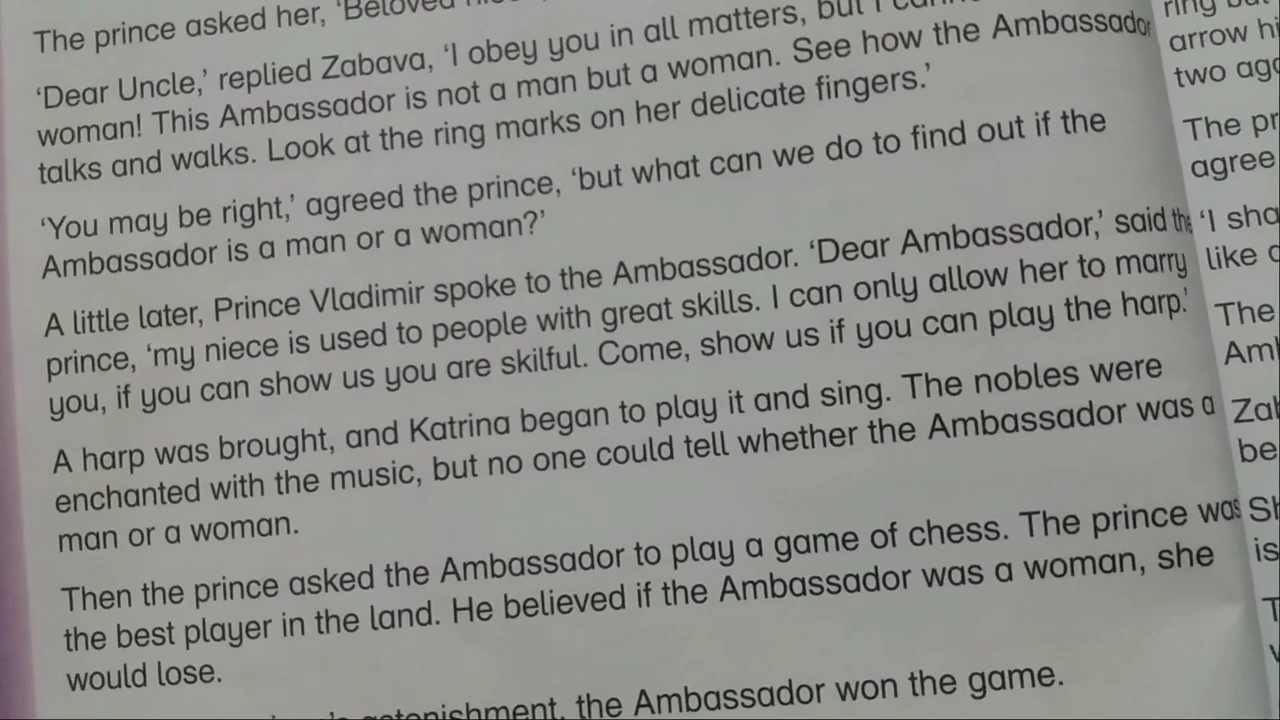 The prince asked her, ‘Beloved
‘Dear Uncle,’ replied Zabava, ‘I obey you in all matters, but I
woman! This Ambassador is not a man but a woman. See how the Ambassador
talks and walks. Look at the ring marks on her delicate fingers.’
‘You may be right,’ agreed the prince, ‘but what can we do to find out if the
Ambassador is a man or a woman?’
A little later, Prince Vladimir spoke to the Ambassador. ‘Dear Ambassador,’ said the
prince, ‘my niece is used to people with great skills. I can only allow her to marry
you, if you can show us you are skilful. Come, show us if you can play the harp.’
A harp was brought, and Katrina began to play it and sing. The nobles were
enchanted with the music, but no one could tell whether the Ambassador was a
man or a woman.
Then the prince asked the Ambassador to play a game of chess. The prince was
the best player in the land. He believed if the Ambassador was a woman, she
would lose.
astonishment, the Ambassador won the game.
ring
arrow
two
The
agree
‘I
like
The
be
is